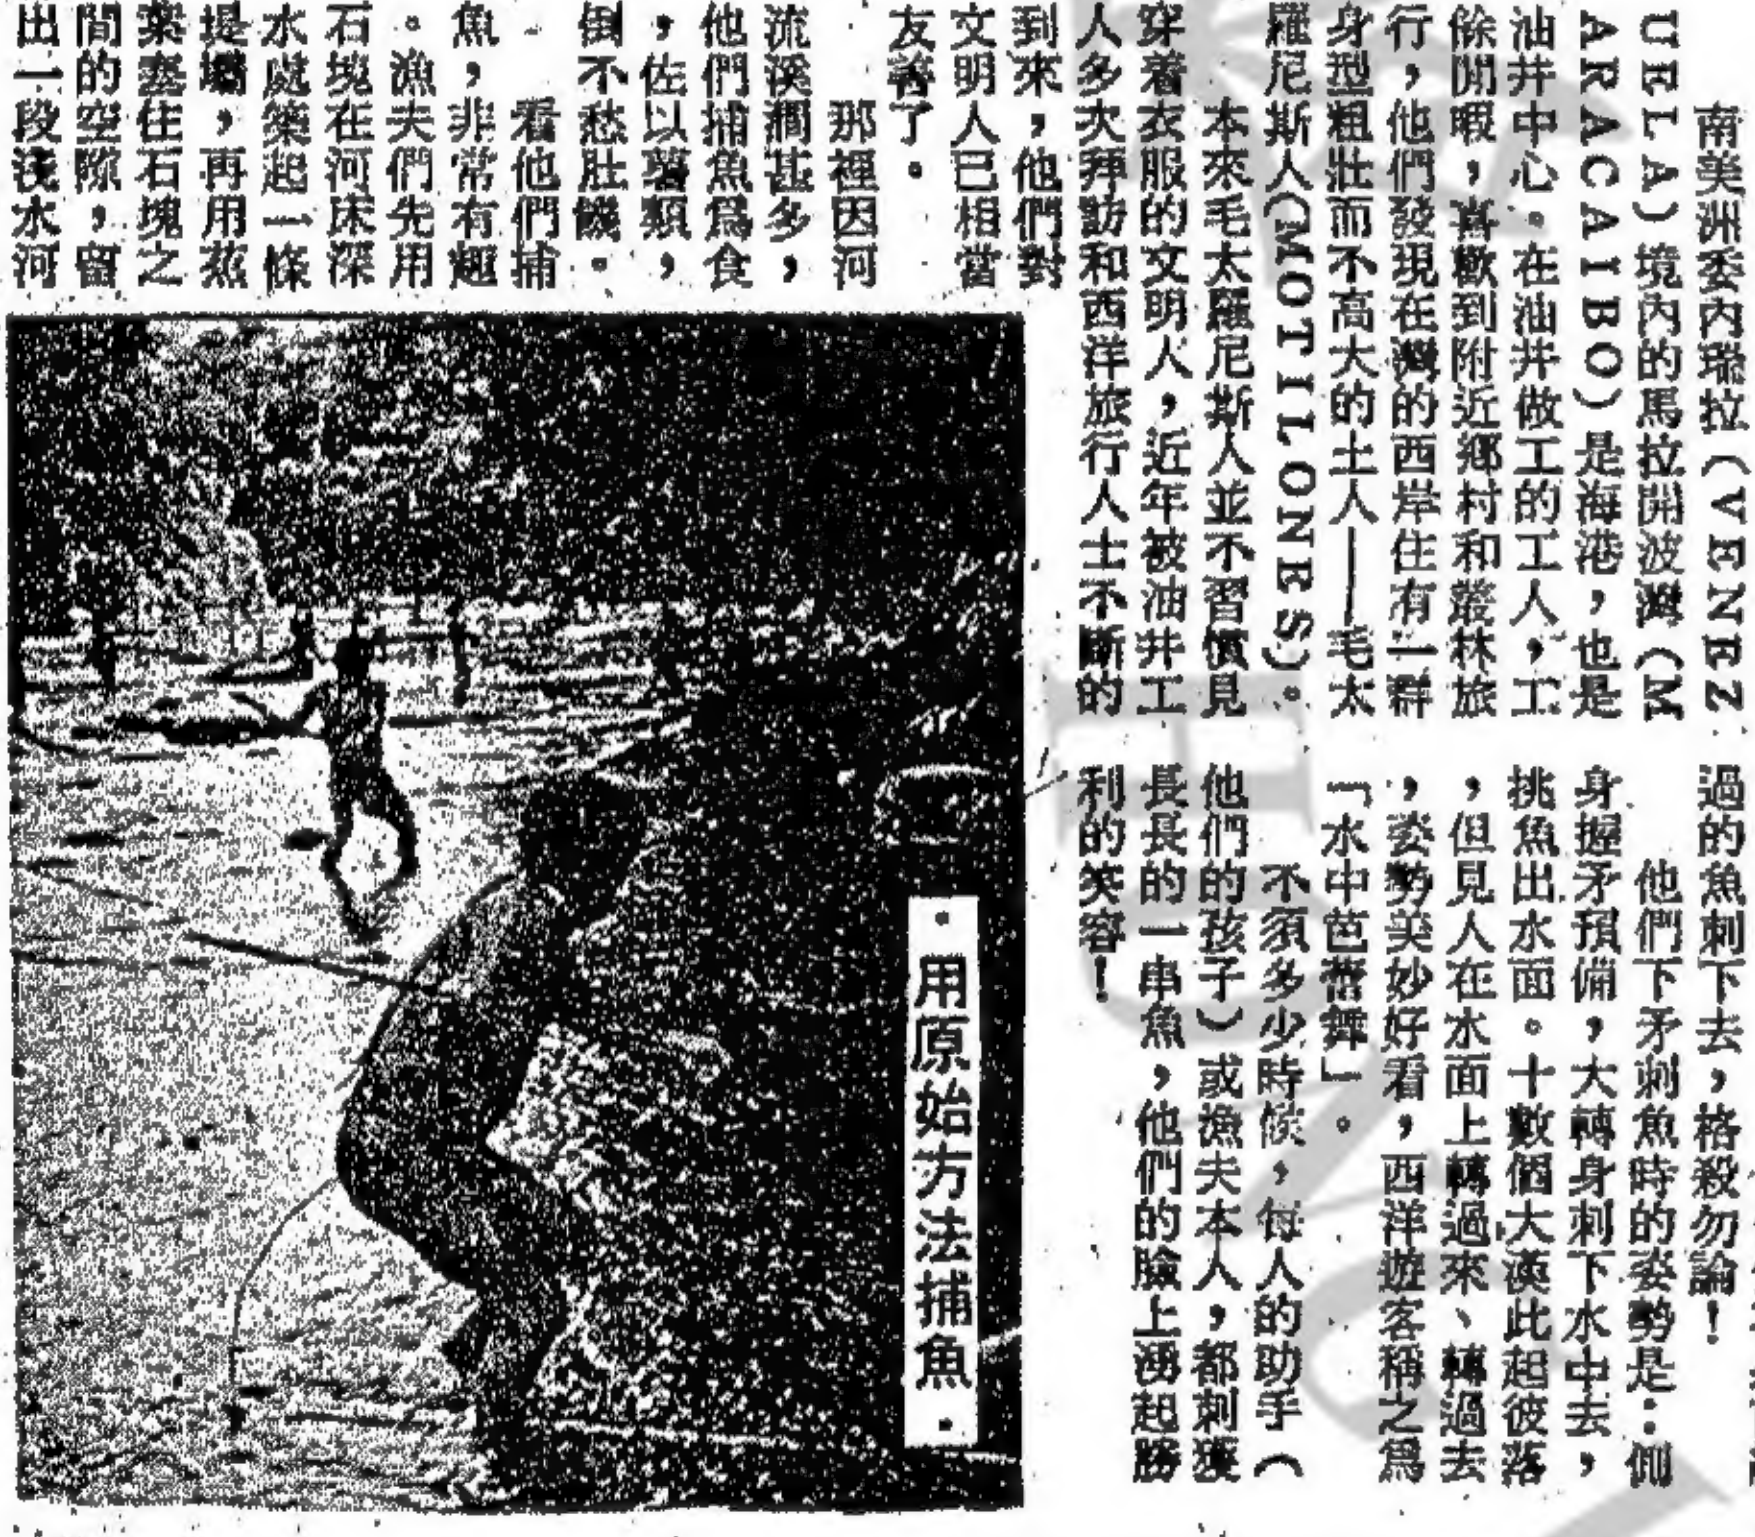 南美洲委內瑞拉(VENEZ
UELA)境內的馬拉開波灣(M
ARACAIBO)是海港,也是
油井中心。在油井做工的工人,工
餘閒暇,喜歡到附近鄉村和叢林旅
行,他們發現在灣的西岸住有一群
身型粗壯而不高大的土人——毛太
羅尼斯人(MOTILONES)。
本來毛太羅尼斯人並不習慣見
穿着衣服的文明人,近年被油井工
人多次拜訪和西洋旅行人士不斷的
到來,他們對
文明人已相當
友善了。
那裡因河
流溪澗甚多,
他們捕魚爲食
,佐以薯類,
倒不愁肚饑。
看他們捕
魚,非常有趣
。漁夫們先用
石塊在河床深
水處築起一條
堤壩,再用蕉
葉塞住石塊之
間的空隙,留
出一段淺水河
過的魚刺下去,格殺勿論!
他們下矛刺魚時的姿勢是:側
身握矛預備,大轉身刺下水中去,
挑魚出水面。十數個大漢此起彼落
,但見人在水面上轉過來、轉過去
,姿勢美妙好看,西洋遊客稱之爲
「水中芭蕾舞」。
不須多少時候,每人的助手(
他們的孩子)或漁夫本人,都刺獲
長長的一串魚,他們的臉上湧起勝
利的笑容!
·用原始方法捕魚·